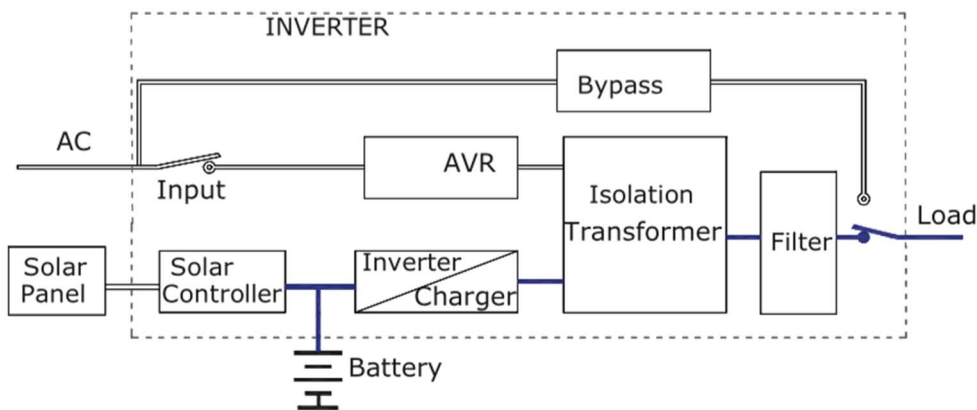 INVERTER
Bypass
AC
Input
AVR
Isolation
Transformer
Filter
Load
Solar
Panel
Solar
Controller
Inverter
Charger
Battery